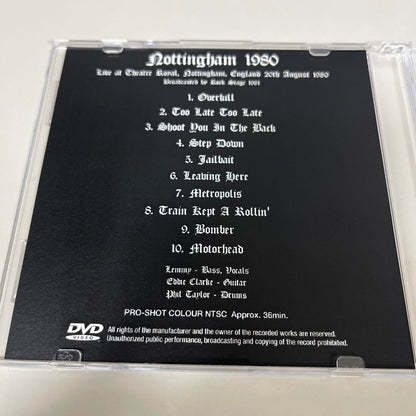 Nottingham 1980
Live at Theatre Royal, Nottingham, England 20th August 1980
Broadcasted by Rock Stage 1981
1. Overkill
2. Too Late Too Late
3. Shoot You In The Back
4. Step Down
5. Jailbait
6. Leaving Here
7. Metropolis
8. Train Kept A Rollin'
9. Bomber
10. Motorhead
Lemmy - Bass, Vocals
Eddie Clarke - Guitar
Phil Taylor - Drums
PRO-SHOT COLOUR NTSC Approx. 36min.
DVD
VIDEO
All rights of the manufacturer and the owner of the recorded works are reserved.
Unauthorized public performance, broadcasting and copying of the record prohibited.